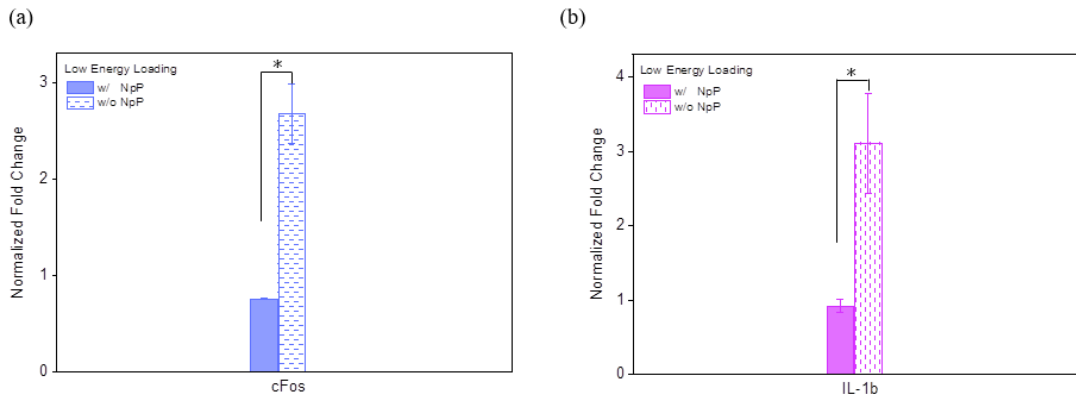 (a)
Normalized Fold Change
3
2
1
0
Low Energy Loading
w/ NpP
w/o NpP
*
cFos
(b)
Normalized Fold Change
4
3
2
1
0
Low Energy Loading
w/ NpP
w/o NpP
*
IL-1b